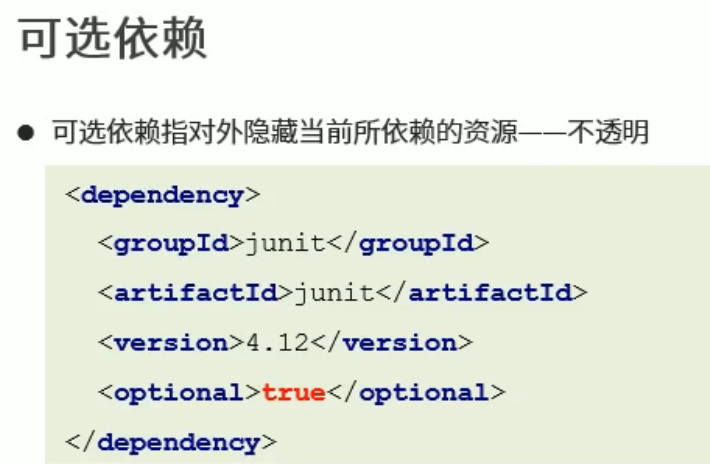 可选依赖
● 可选依赖指对外隐藏当前所依赖的资源——不透明
<dependency>
<groupId>junit</groupId>
<artifactId>junit</artifactId>
<version>4.12</version>
<optional>true</optional>
</dependency>